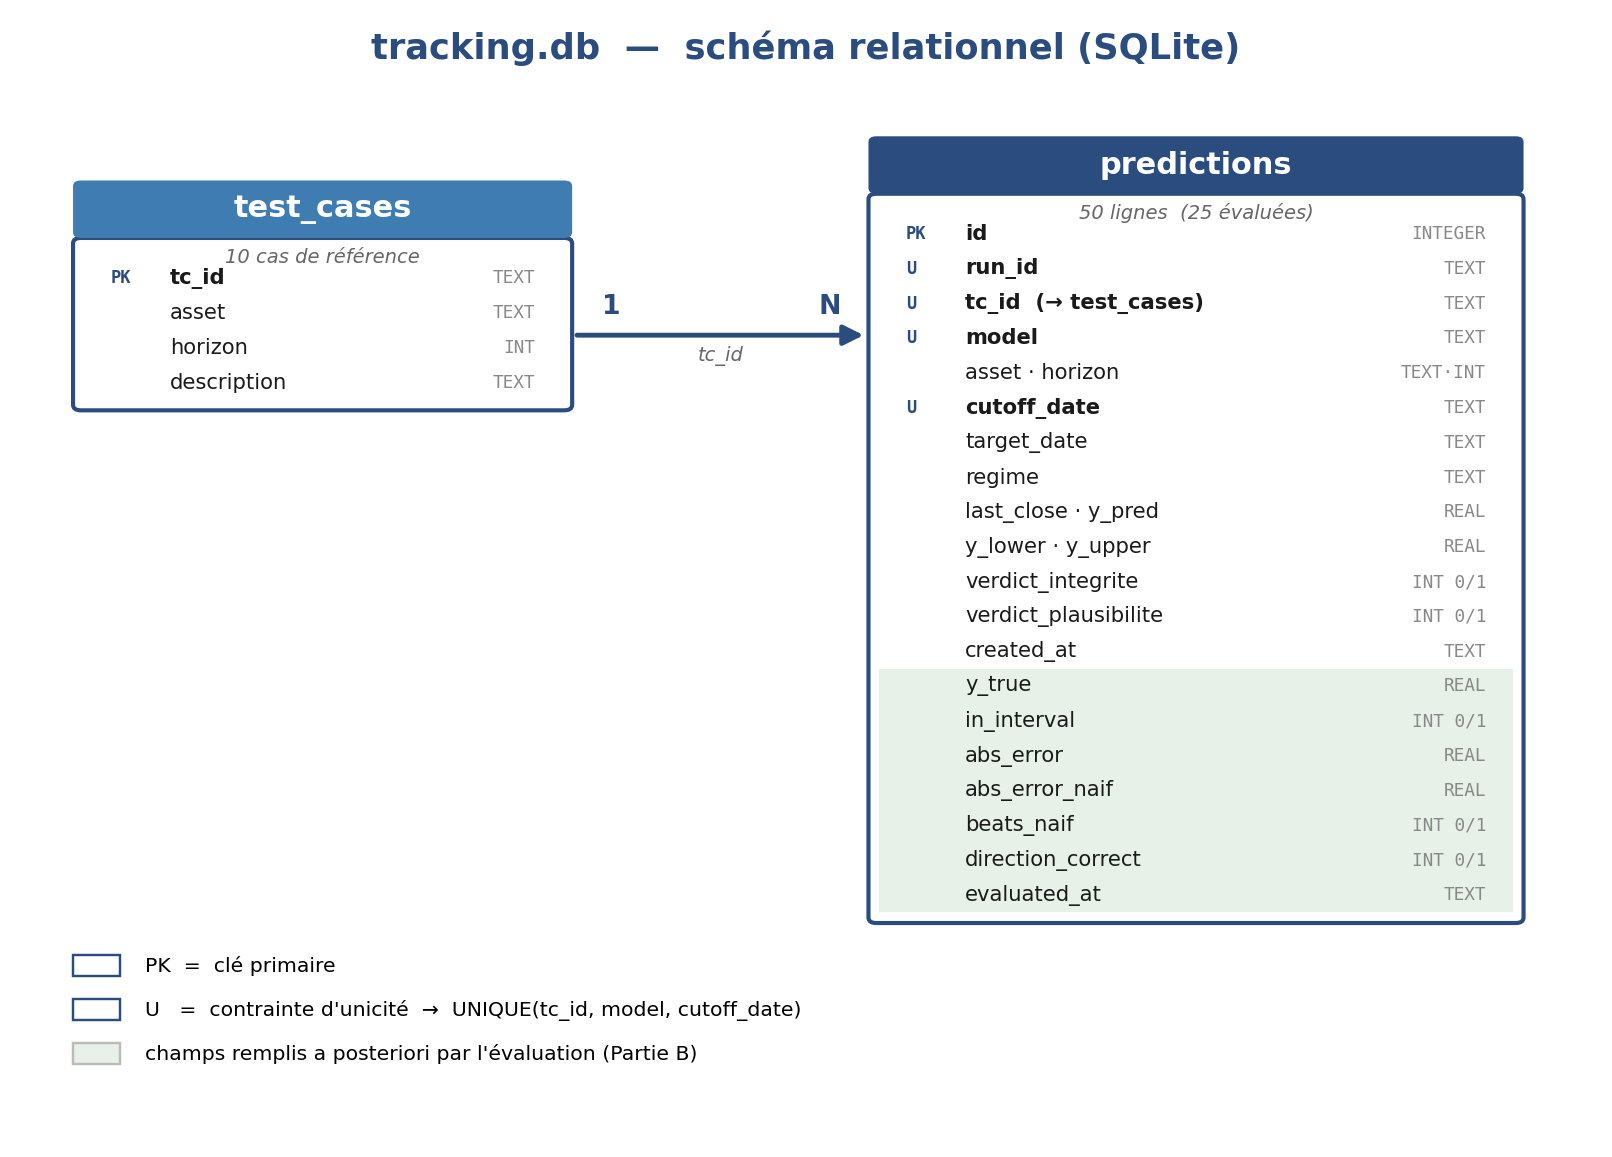 tracking.db — schéma relationnel (SQLite)
test_cases
10 cas de référence
PK tc_id TEXT
asset TEXT
horizon INT
description TEXT
1 N
tc_id
predictions
50 lignes (25 évaluées)
PK id INTEGER
U run_id TEXT
U tc_id (→ test_cases) TEXT
U model TEXT
asset · horizon TEXT·INT
U cutoff_date TEXT
target_date TEXT
regime TEXT
last_close · y_pred REAL
y_lower · y_upper REAL
verdict_integrite INT 0/1
verdict_plausibilite INT 0/1
created_at TEXT
y_true REAL
in_interval INT 0/1
abs_error REAL
abs_error_naif REAL
beats_naif INT 0/1
direction_correct INT 0/1
evaluated_at TEXT
PK = clé primaire
U = contrainte d'unicité → UNIQUE(tc_id, model, cutoff_date)
champs remplis a posteriori par l'évaluation (Partie B)